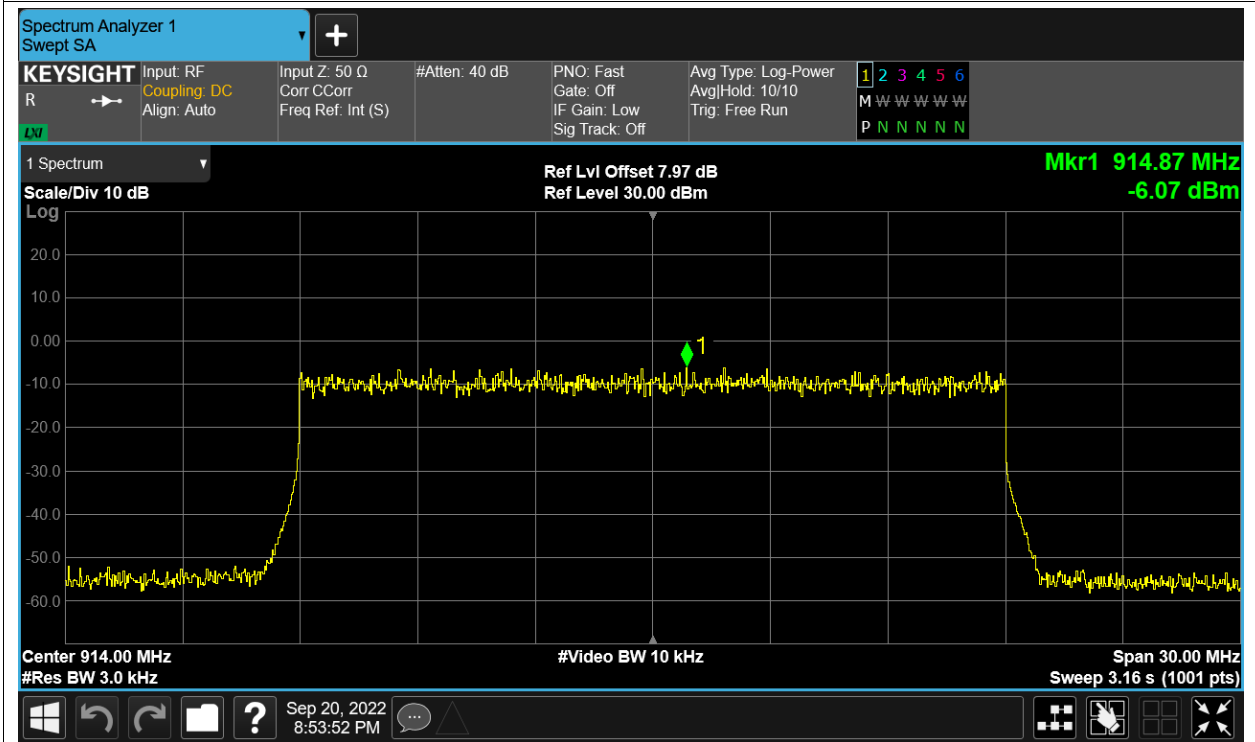 Spectrum Analyzer 1
Swept SA
KEYSIGHT
R
LXI
Input: RF
Coupling: DC
Align: Auto
Input Z: 50 Ω
Corr CCorr
Freq Ref: Int (S)
#Atten: 40 dB
PNO: Fast
Gate: Off
IF Gain: Low
Sig Track: Off
Avg Type: Log-Power
Avg|Hold: 10/10
Trig: Free Run
1 2 3 4 5 6
M W W W W W
P N N N N N
1 Spectrum
Scale/Div 10 dB
Log
Ref Lvl Offset 7.97 dB
Ref Level 30.00 dBm
Mkr1 914.87 MHz
-6.07 dBm
20.0
10.0
0.00
1
-10.0
-20.0
-30.0
-40.0
-50.0
-60.0
Center 914.00 MHz
#Res BW 3.0 kHz
#Video BW 10 kHz
Span 30.00 MHz
Sweep 3.16 s (1001 pts)
?
Sep 20, 2022
8:53:52 PM